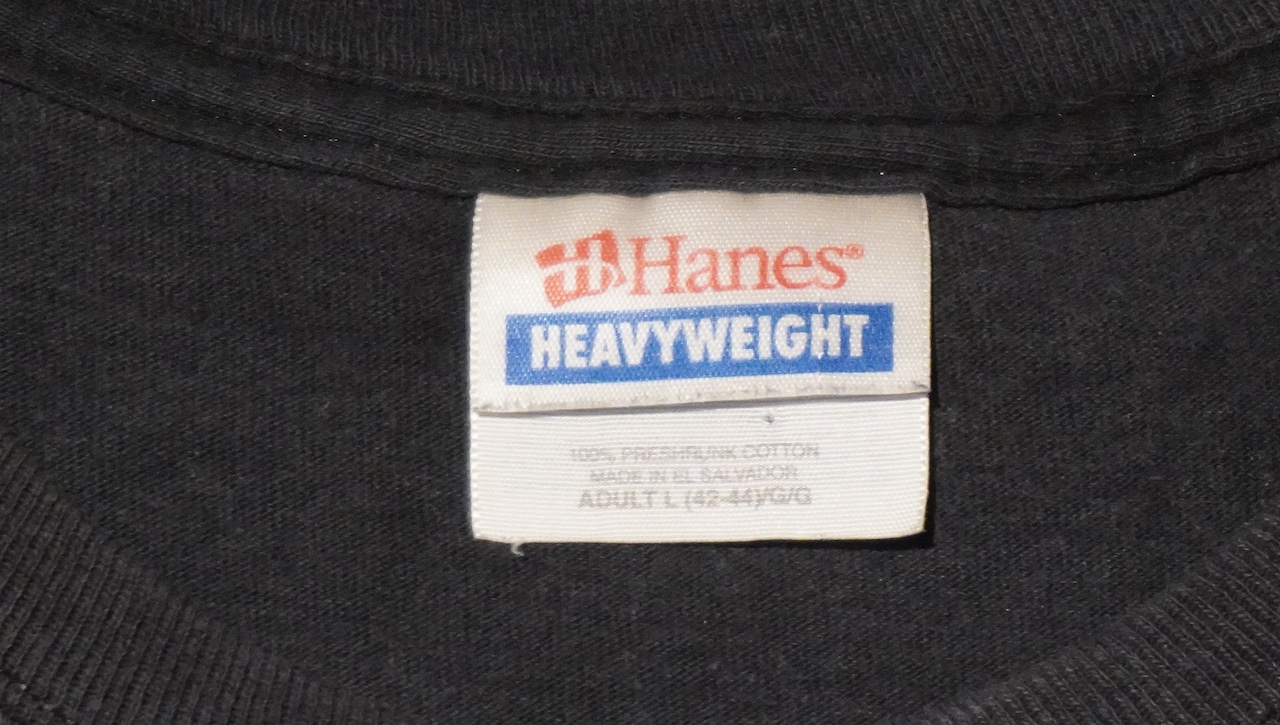 Hanes®
HEAVYWEIGHT
100% PRESHRUNK COTTON
MADE IN EL SALVADOR
ADULT L (42-44)/G/G